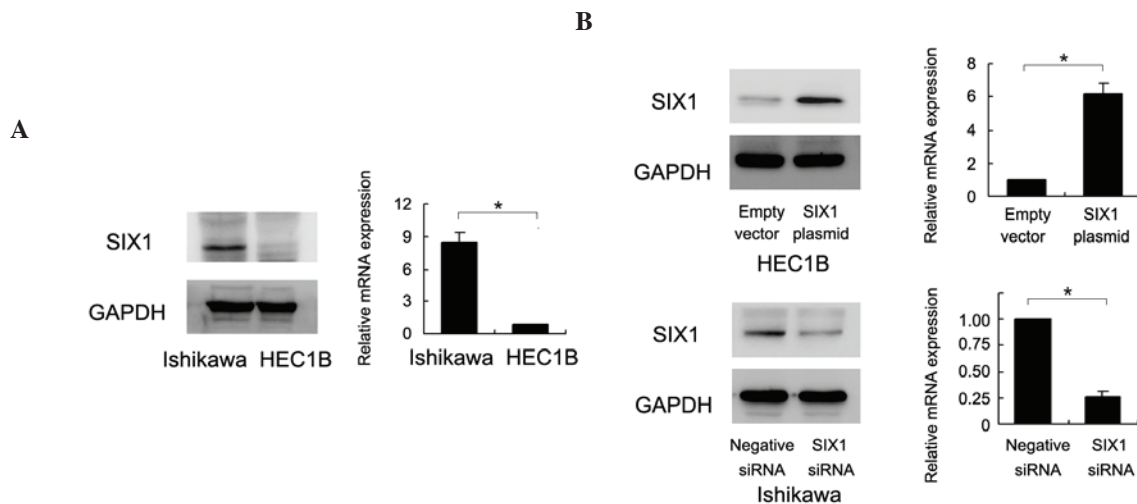 A
SIX1
GAPDH
Ishikawa HEC1B
Relative mRNA expression
12
9
6
3
0
*
Ishikawa HEC1B
B
SIX1
GAPDH
Empty vector
SIX1 plasmid
HEC1B
Relative mRNA expression
8
6
4
2
0
*
Empty vector
SIX1 plasmid
SIX1
GAPDH
Negative siRNA
SIX1 siRNA
Ishikawa
Relative mRNA expression
1.00
0.75
0.50
0.25
0
*
Negative siRNA
SIX1 siRNA